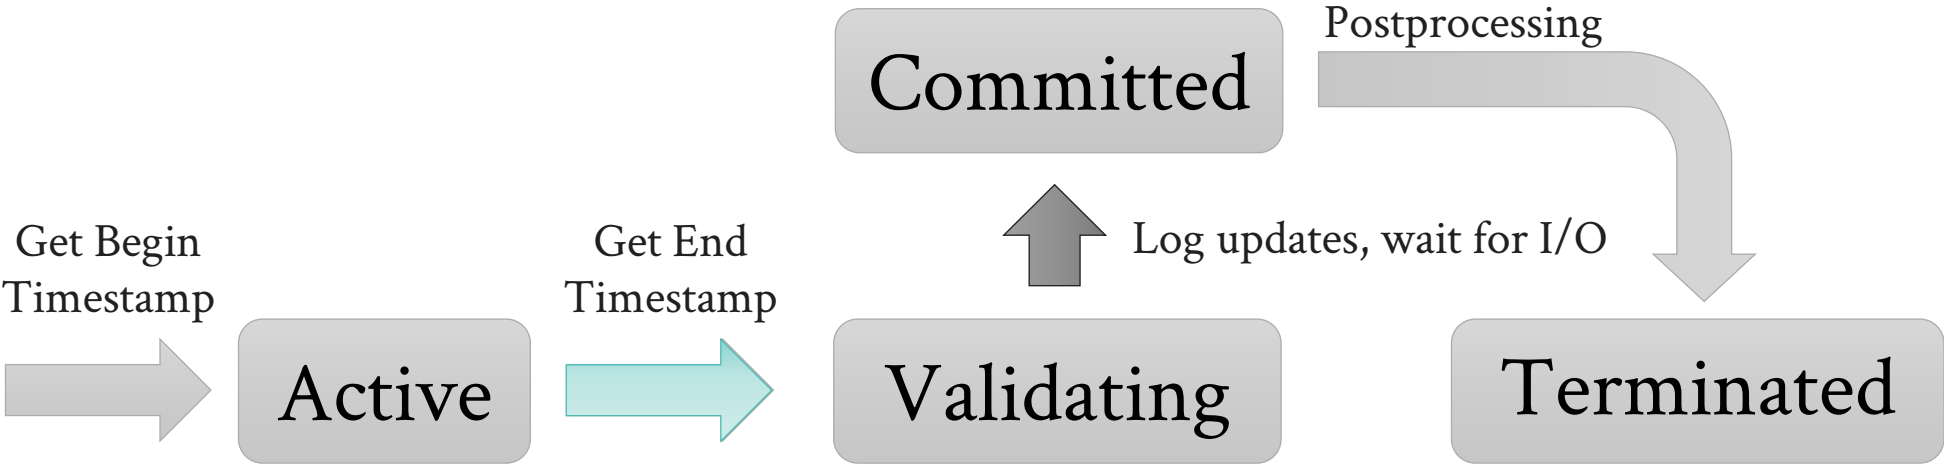 Get Begin
Timestamp
Active
Get End
Timestamp
Validating
Log updates, wait for I/O
Committed
Postprocessing
Terminated